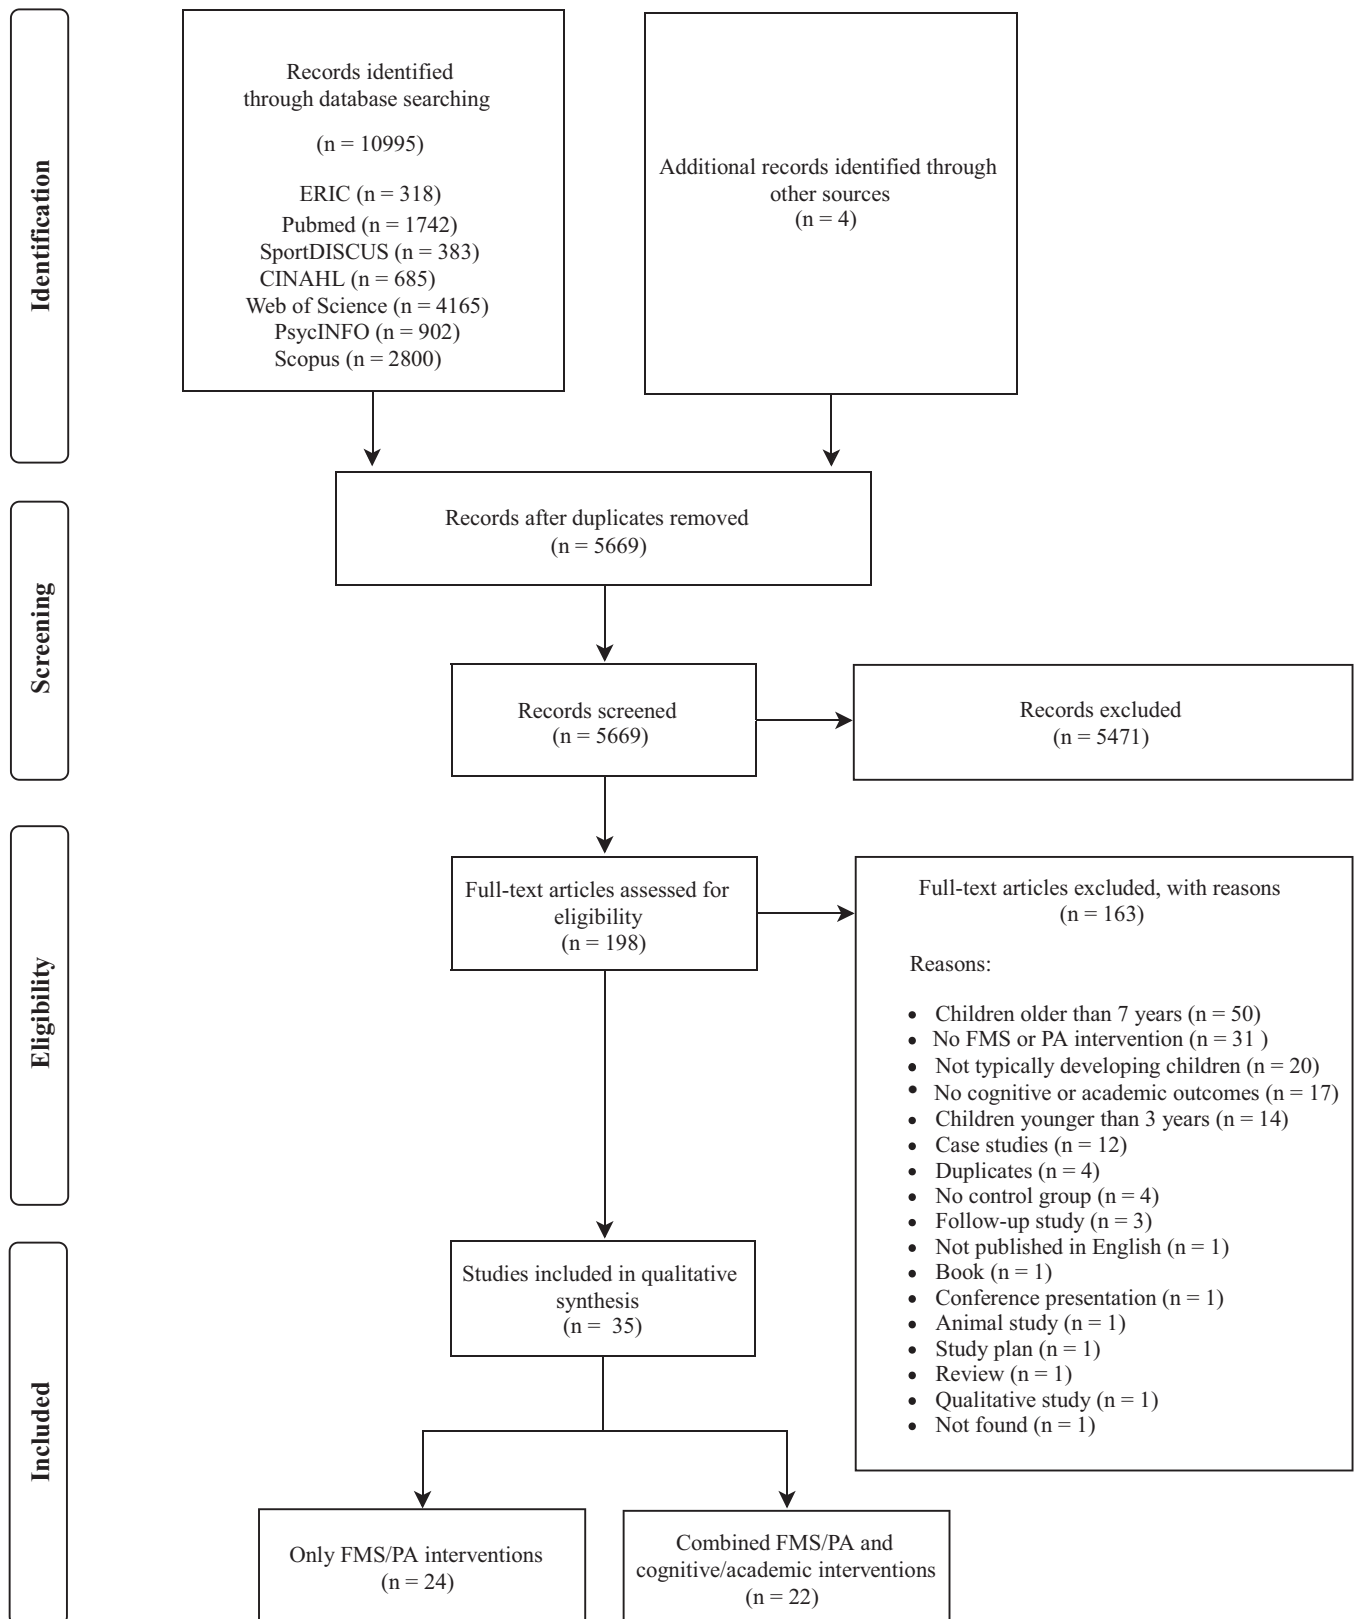 Identification
Records identified
through database searching
(n = 10995)
ERIC (n = 318)
Pubmed (n = 1742)
SportDISCUS (n = 383)
CINAHL (n = 685)
Web of Science (n = 4165)
PsycINFO (n = 902)
Scopus (n = 2800)
Additional records identified through
other sources
(n = 4)
Screening
Records after duplicates removed
(n = 5669)
Records screened
(n = 5669)
Records excluded
(n = 5471)
Eligibility
Full-text articles assessed for
eligibility
(n = 198)
Full-text articles excluded, with reasons
(n = 163)
Reasons:
• Children older than 7 years (n = 50)
• No FMS or PA intervention (n = 31 )
• Not typically developing children (n = 20)
• No cognitive or academic outcomes (n = 17)
• Children younger than 3 years (n = 14)
• Case studies (n = 12)
• Duplicates (n = 4)
• No control group (n = 4)
• Follow-up study (n = 3)
• Not published in English (n = 1)
• Book (n = 1)
• Conference presentation (n = 1)
• Animal study (n = 1)
• Study plan (n = 1)
• Review (n = 1)
• Qualitative study (n = 1)
• Not found (n = 1)
Included
Studies included in qualitative
synthesis
(n = 35)
Only FMS/PA interventions
(n = 24)
Combined FMS/PA and
cognitive/academic interventions
(n = 22)